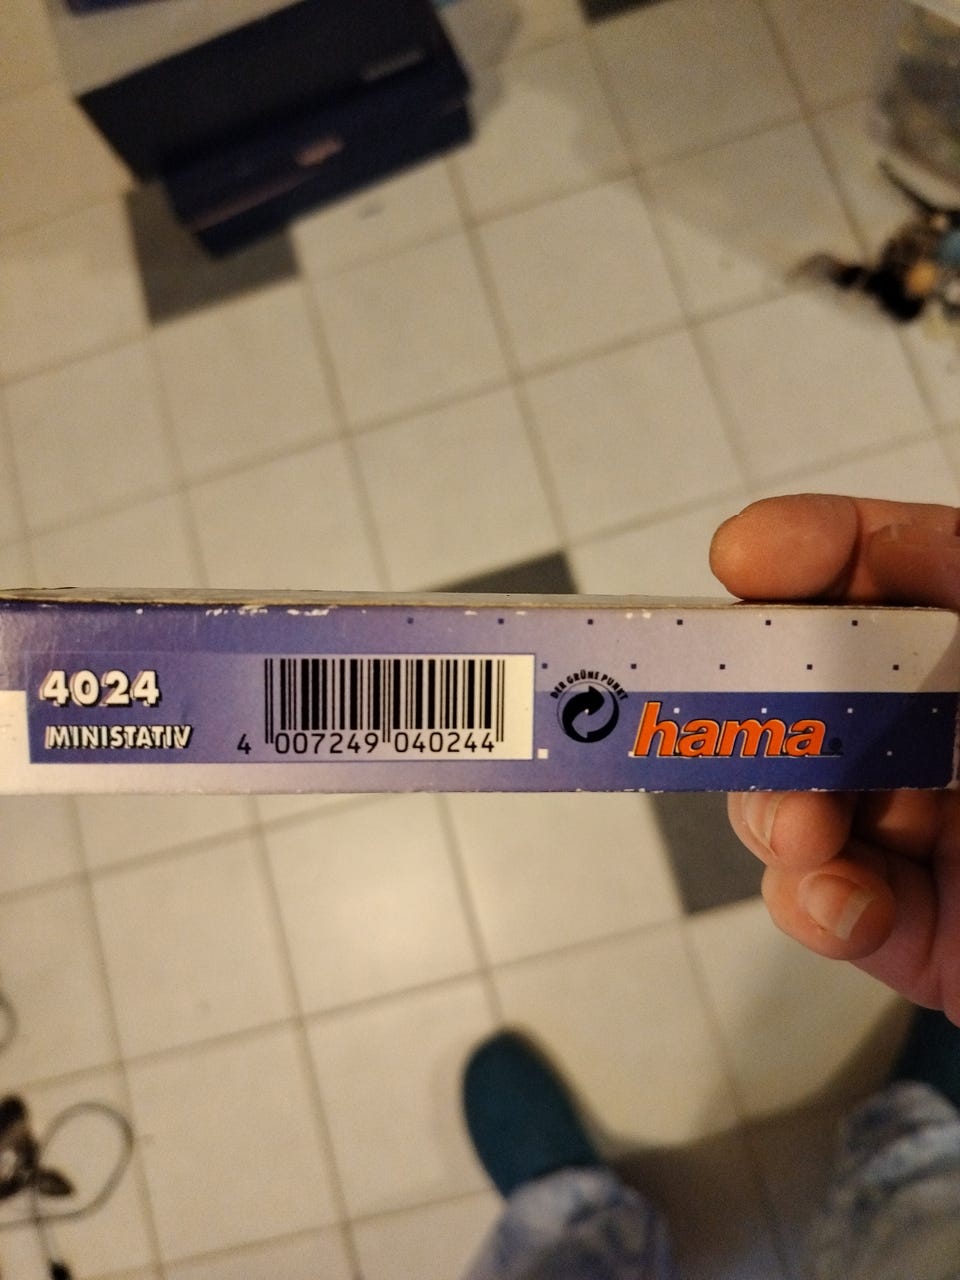 4024
MINISTATIV
4 007249 040244
DER GRÜNE PUNKT
hama